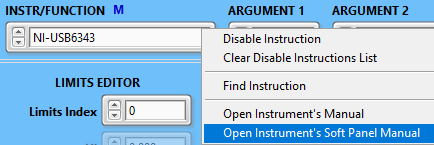 INSTR/FUNCTION M ARGUMENT 1 ARGUMENT 2
NI-USB6343
Disable Instruction
Clear Disable Instructions List
Find Instruction
LIMITS EDITOR
Limits Index 0
Open Instrument's Manual
Open Instrument's Soft Panel Manual